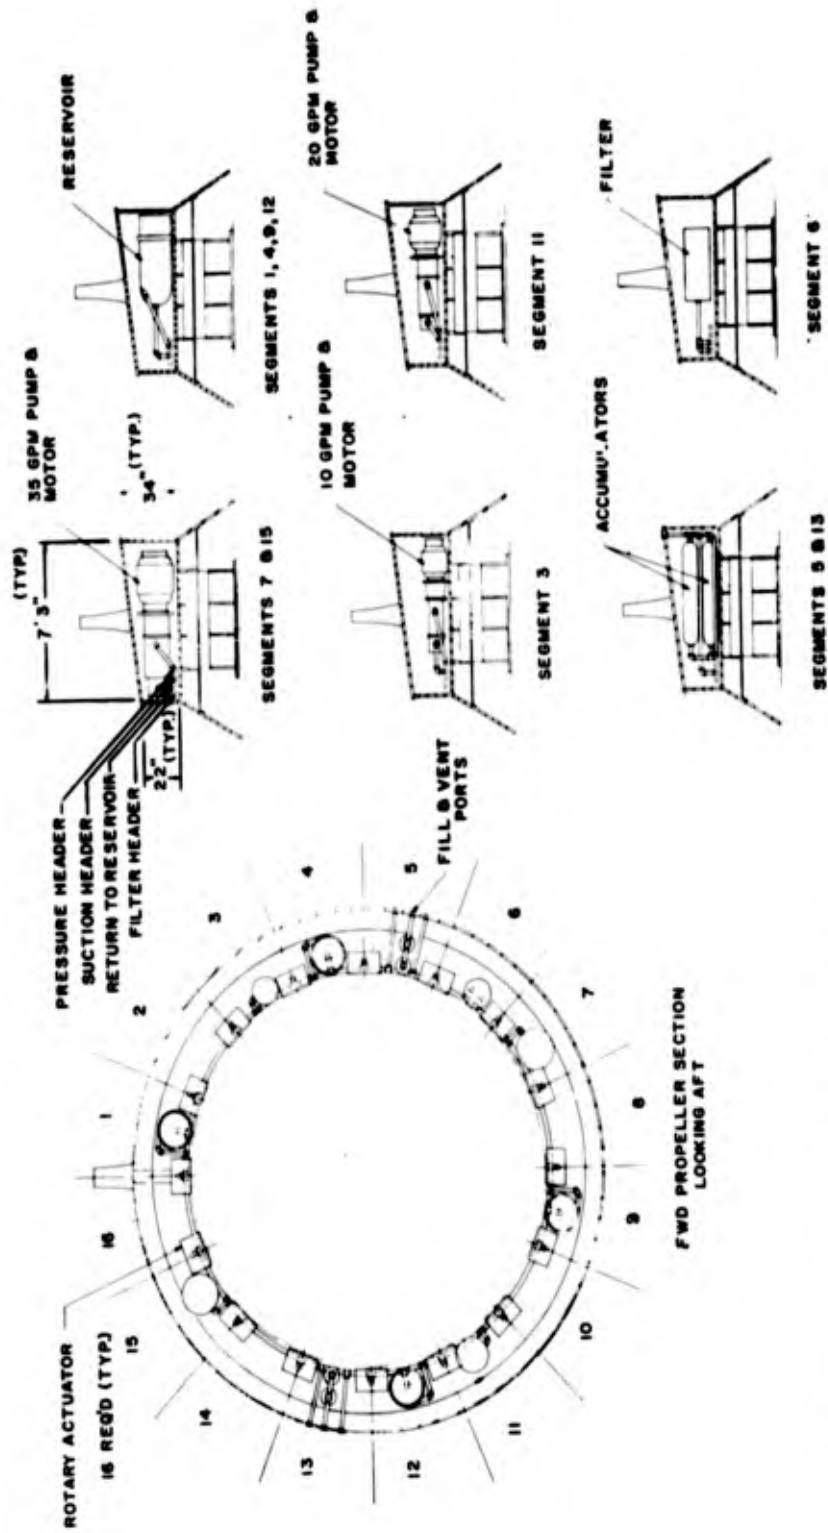 ROTARY ACTUATOR
16 REQ'D (TYP.)
1
2
3
4
5
6
7
8
9
10
11
12
13
14
15
16
FILL & VENT
PORTS
FWD PROPELLER SECTION
LOOKING AFT
PRESSURE HEADER
SUCTION HEADER
RETURN TO RESERVOIR
FILTER HEADER
22"
(TYP.)
7' 3"
(TYP)
34"
(TYP.)
35 GPM PUMP &
MOTOR
SEGMENTS 7 & 15
RESERVOIR
SEGMENTS 1, 4, 9, 12
10 GPM PUMP &
MOTOR
SEGMENT 3
20 GPM PUMP &
MOTOR
SEGMENT 11
ACCUMULATORS
SEGMENTS 5 & 13
FILTER
SEGMENT 6